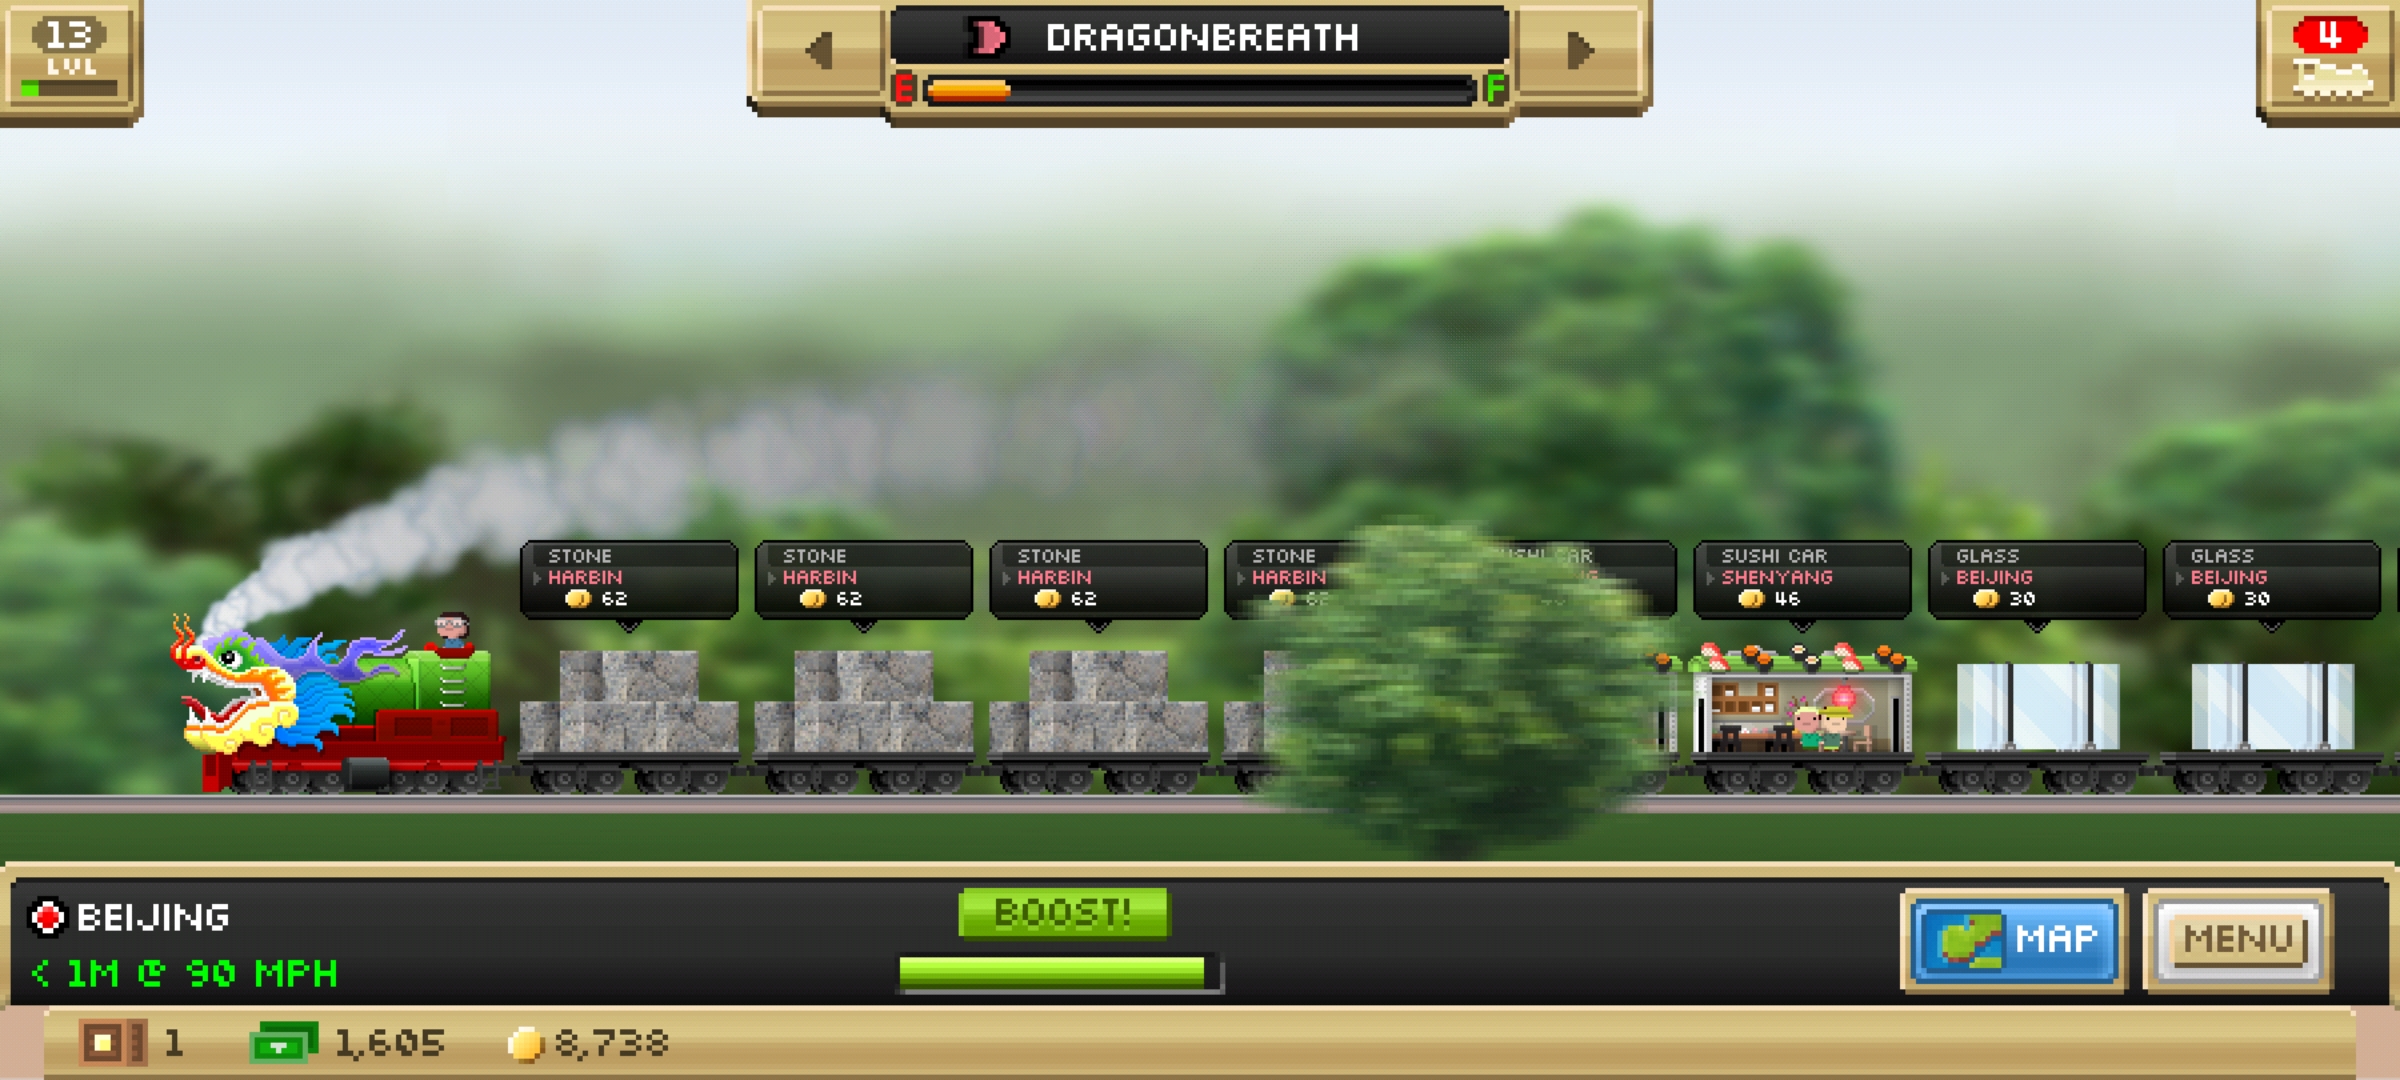 13
LVL
DRAGONBREATH
E
F
4
STONE
HARBIN
62
STONE
HARBIN
62
STONE
HARBIN
62
STONE
HARBIN
CAR
SUSHI CAR
SHENYANG
46
GLASS
BEIJING
30
GLASS
BEIJING
30
BEIJING
< 1M @ 90 MPH
BOOST!
MAP
MENU
1
1,605
8,738